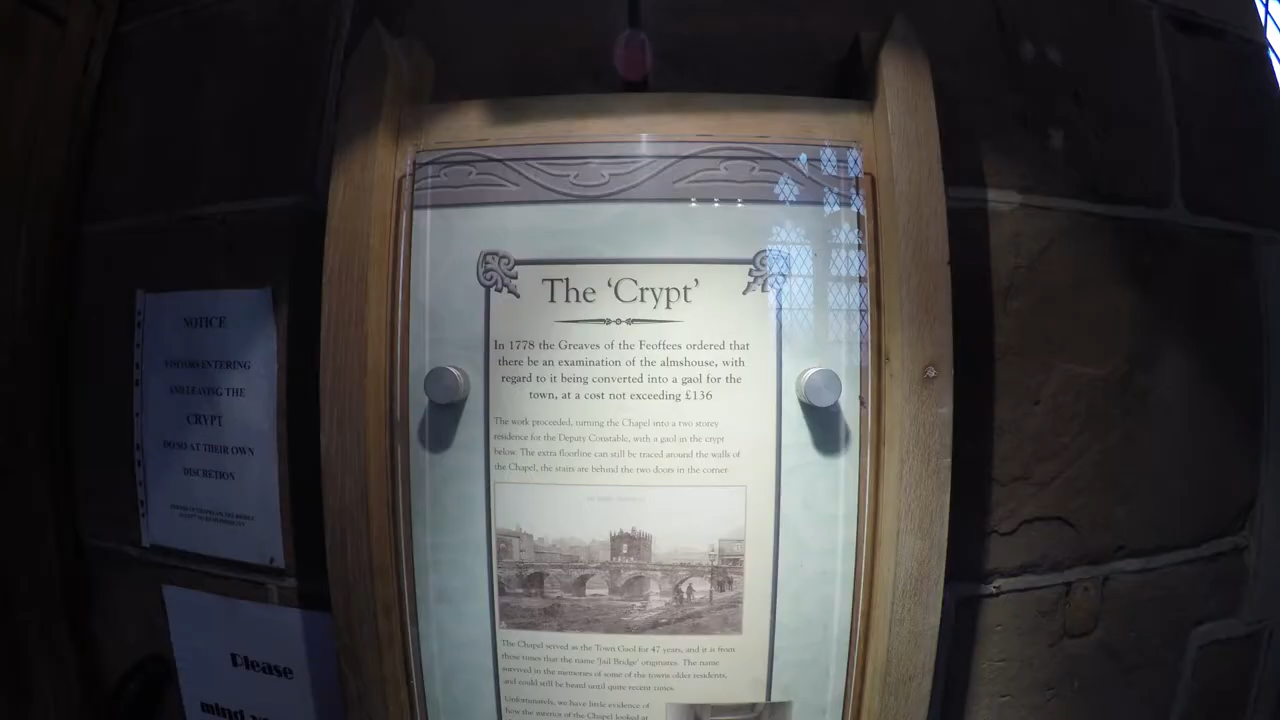 The 'Crypt'
In 1778 the Greaves of the Feoffees ordered that
there be an examination of the almshouse, with
regard to it being converted into a gaol for the
town, at a cost not exceeding £136
The work proceeded, turning the Chapel into a two storey
residence for the Deputy Constable, with a gaol in the crypt
below. The extra floorline can still be traced around the walls of
the Chapel, the stairs are behind the two doors in the corner.
The Chapel served as the Town Gaol for 47 years, and it is from
these times that the name 'Jail Bridge' originates. The name
survived in the memories of some of the towns older residents,
and could still be heard until quite recent times.
Unfortunately, we have little evidence of
how the interior of the Chapel looked at
NOTICE
VISITORS ENTERING
AND LEAVING THE
CRYPT
DO SO AT THEIR OWN
DISCRETION
Please
mind